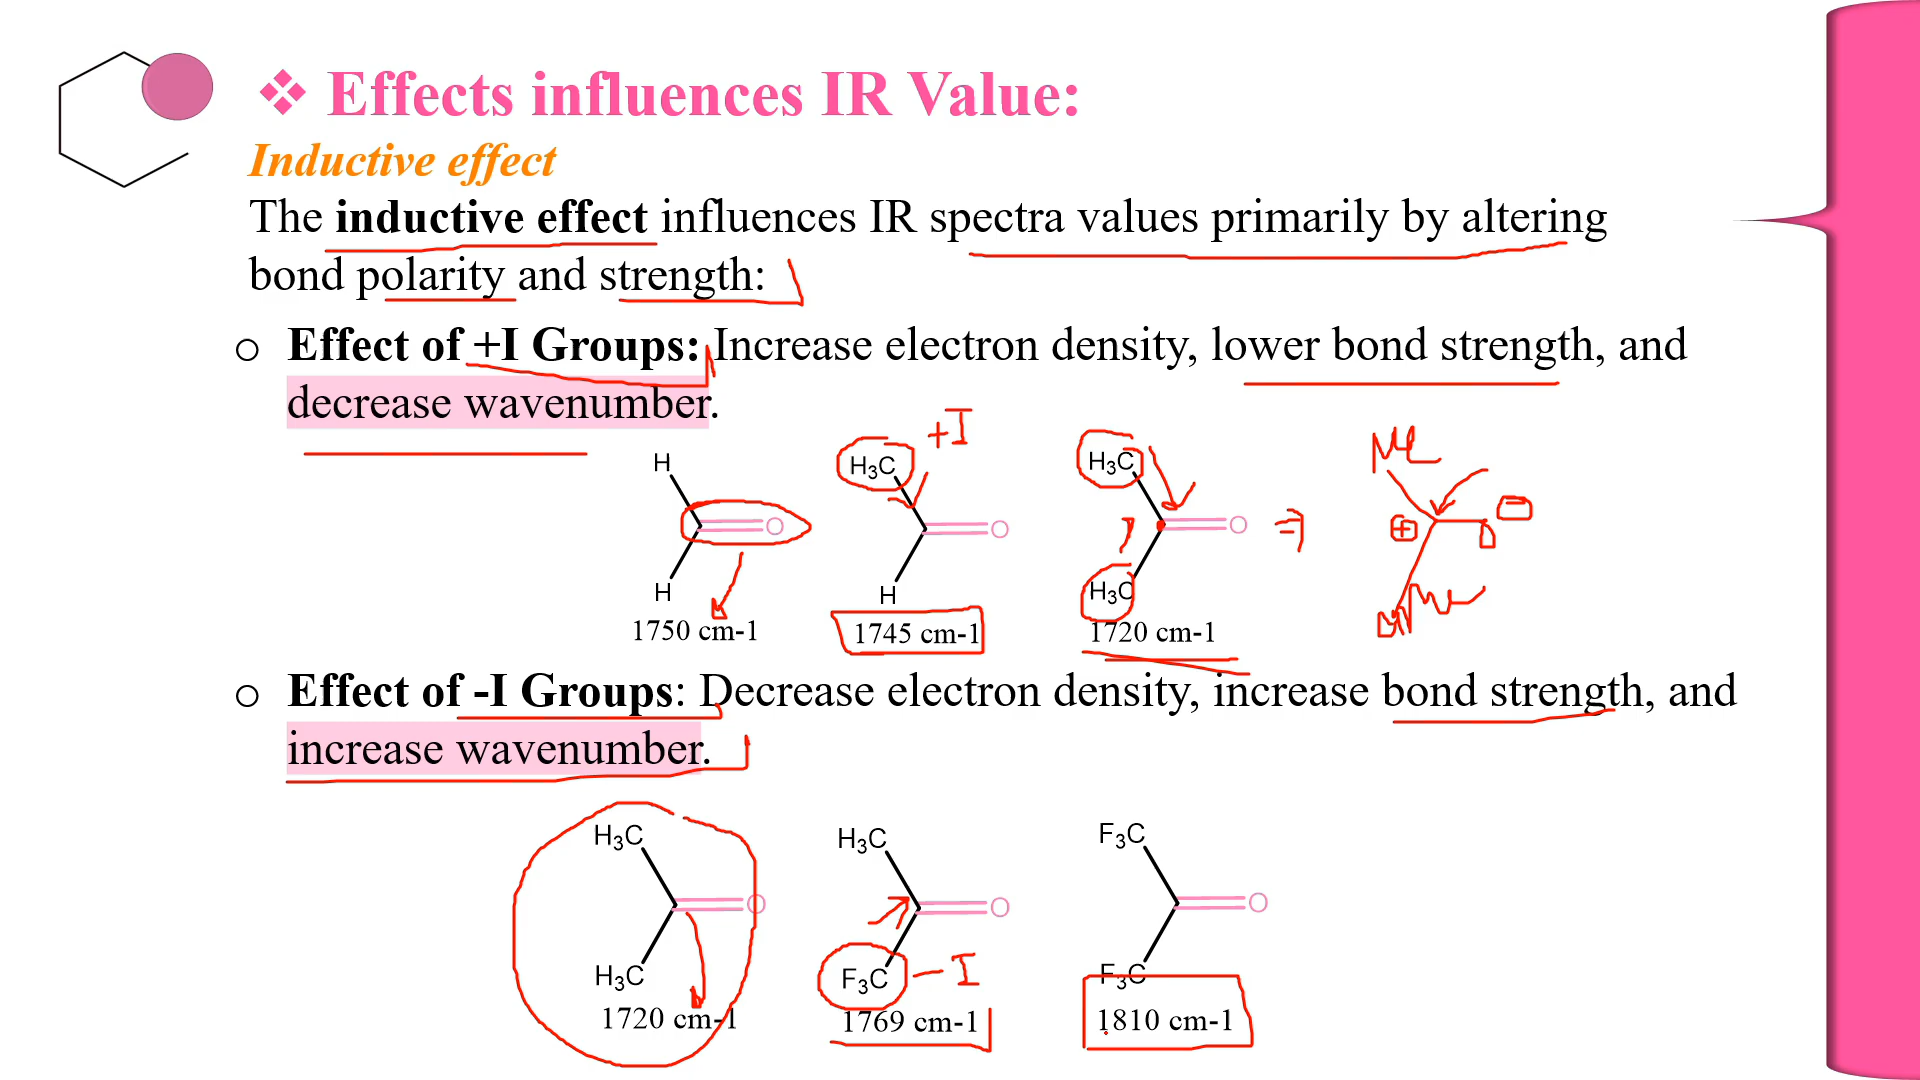 ❖ Effects influences IR Value:
Inductive effect
The inductive effect influences IR spectra values primarily by altering
bond polarity and strength:
o Effect of +I Groups: Increase electron density, lower bond strength, and
decrease wavenumber.
+I
Me
H H₃C H₃C
O O O ⇒ + O −
H H H₃C Me
1750 cm-1 1745 cm-1 1720 cm-1
o Effect of -I Groups: Decrease electron density, increase bond strength, and
increase wavenumber.
H₃C H₃C F₃C
O O O
H₃C F₃C -I F₃C
1720 cm-1 1769 cm-1 1810 cm-1